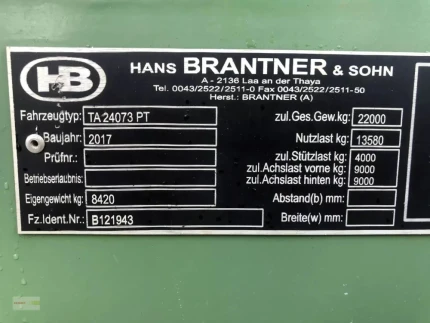 HB
HANS BRANTNER & SOHN
A - 2136 Laa an der Thaya
Tel. 0043/2522/2511-0 Fax 0043/2522/2511-50
Herst.: BRANTNER (A)
Fahrzeugtyp: TA 24073 PT zul.Ges.Gew.kg: 22000
Baujahr: 2017 Nutzlast kg: 13580
Prüfnr.: zul.Stützlast kg: 4000
zul.Achslast vorne kg: 9000
Betriebserlaubnis: zul.Achslast hinten kg: 9000
Eigengewicht kg: 8420 Abstand(b) mm:
Fz.Ident.Nr.: B121943 Breite(w) mm: